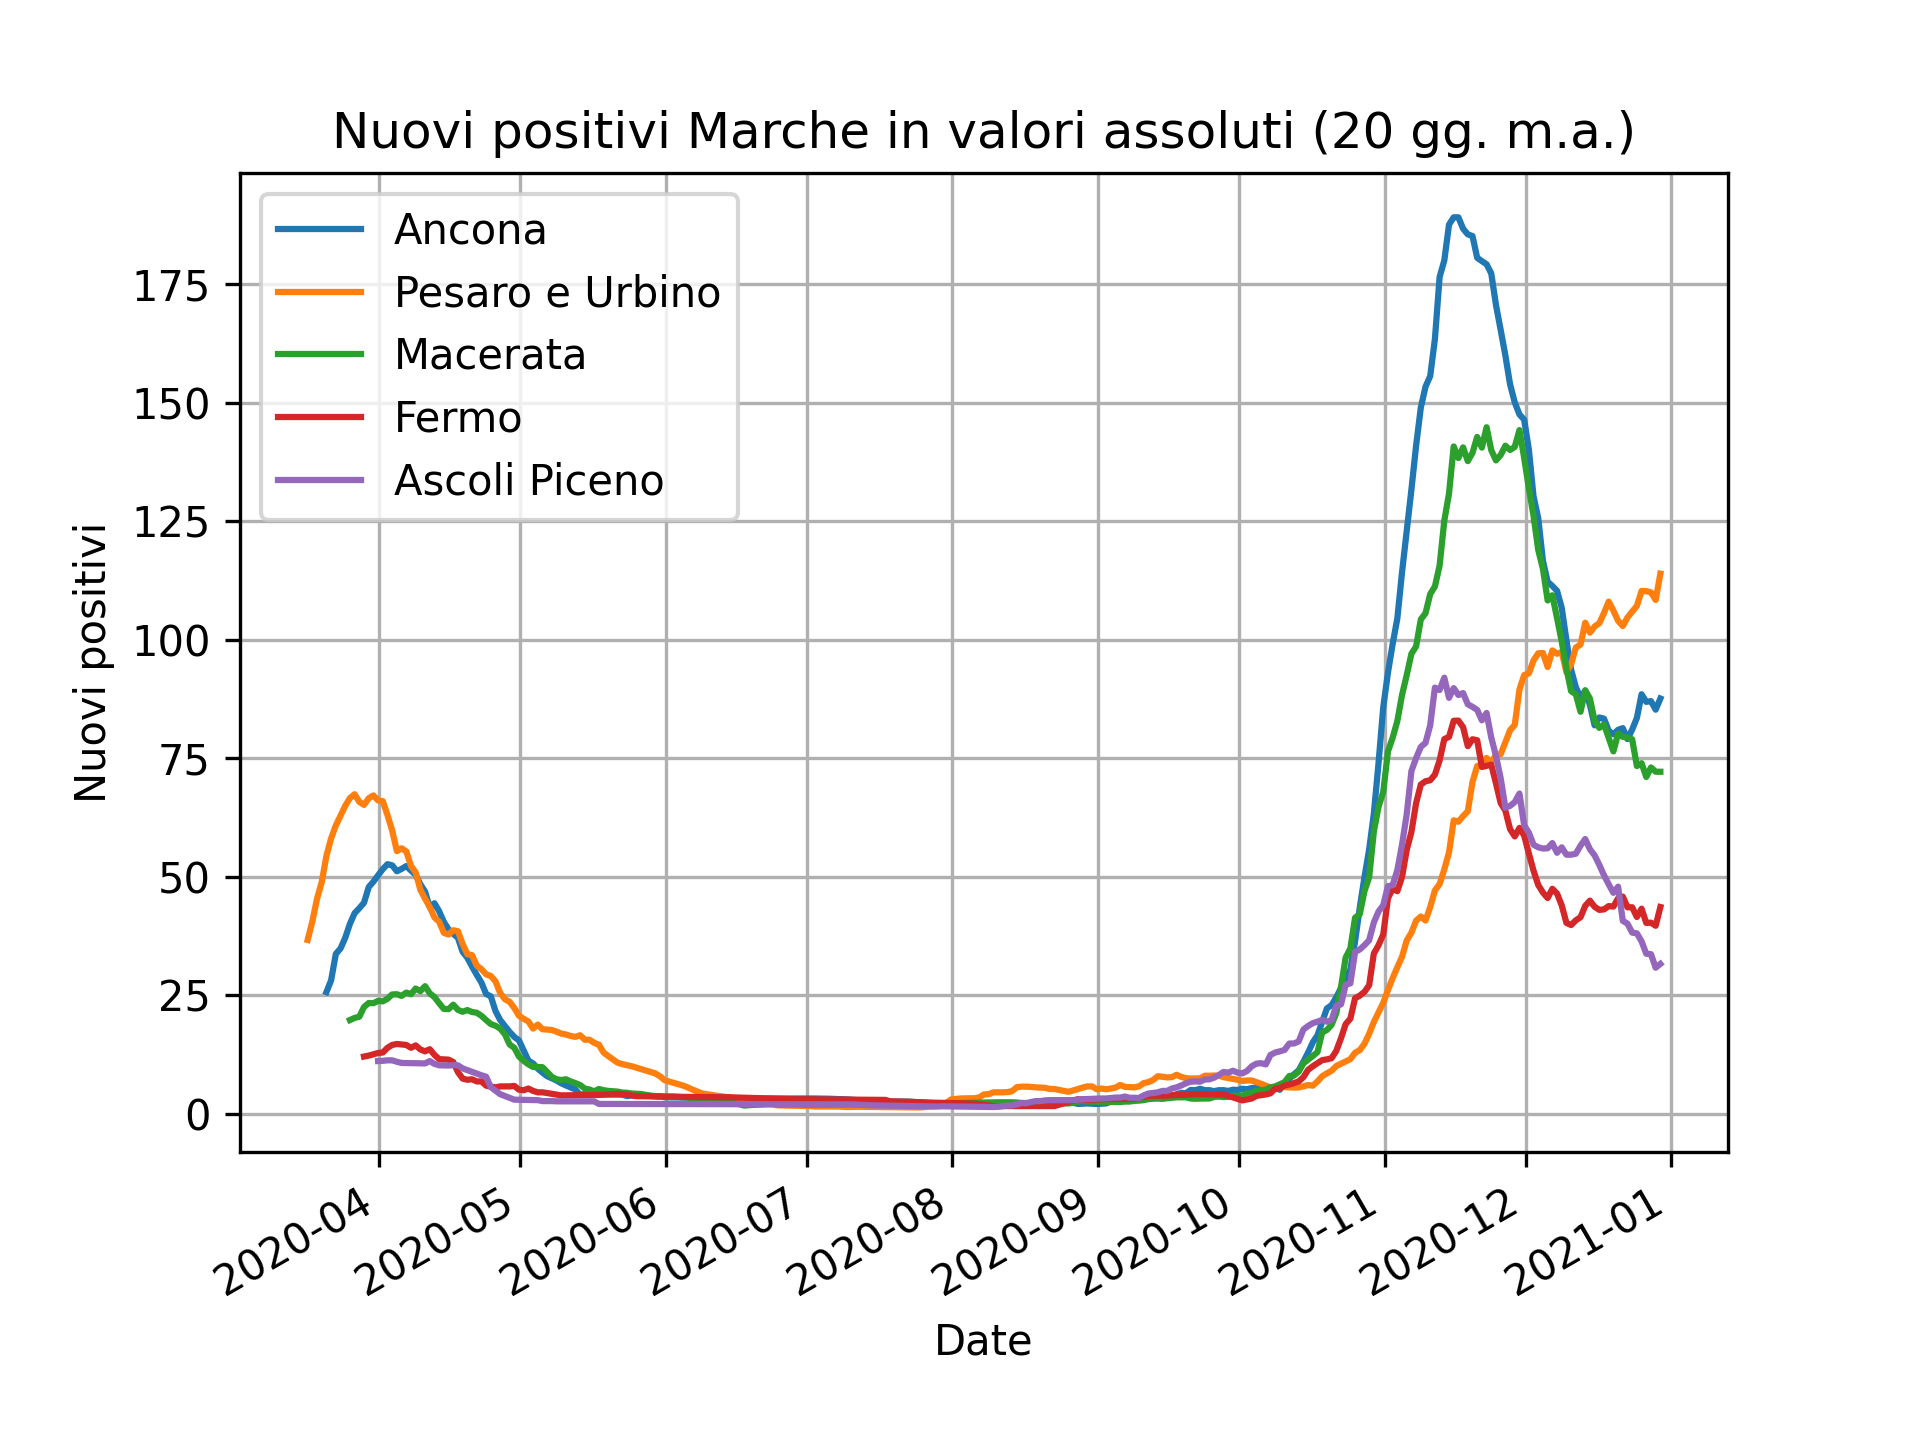 Nuovi positivi Marche in valori assoluti (20 gg. m.a.)
Ancona
Pesaro e Urbino
Macerata
Fermo
Ascoli Piceno
Nuovi positivi
175
150
125
100
75
50
25
0
2020-04
2020-05
2020-06
2020-07
2020-08
2020-09
2020-10
2020-11
2020-12
2021-01
Date